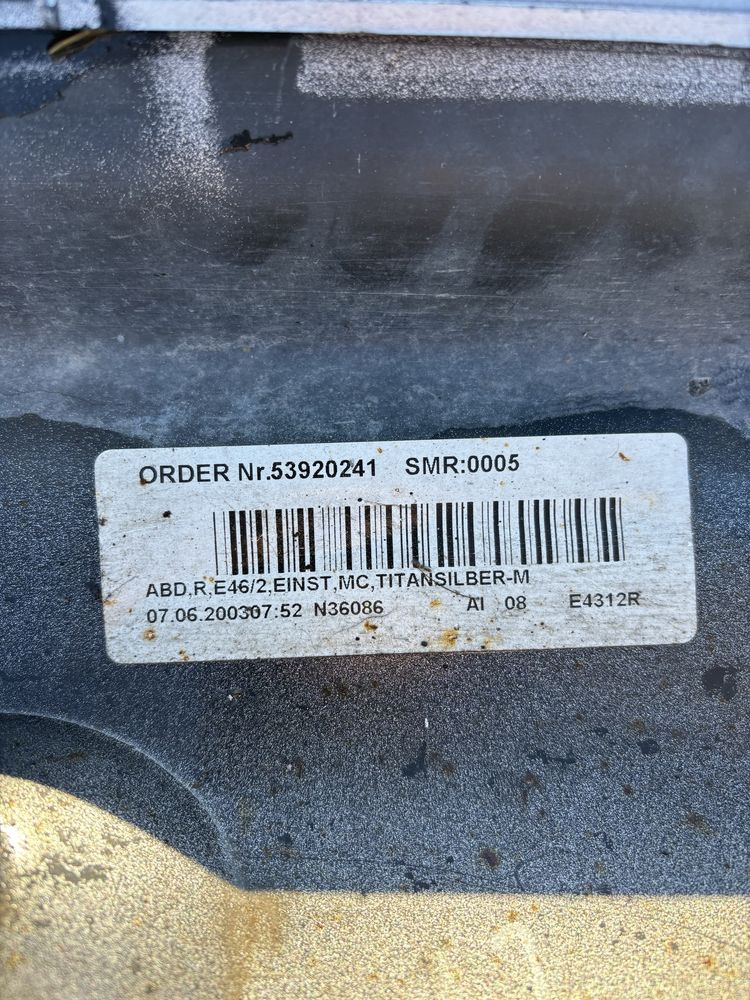 ORDER Nr.53920241 SMR:0005
ABD,R,E46/2,EINST,MC,TITANSILBER-M
07.06.200307:52 N36086 AI 08 E4312R